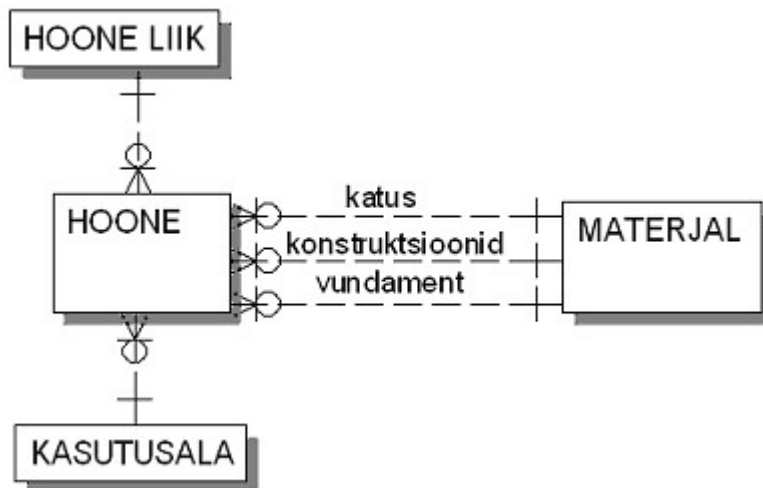 HOONE LIIK
HOONE
katus
konstruktsioonid
vundament
MATERJAL
KASUTUSALA